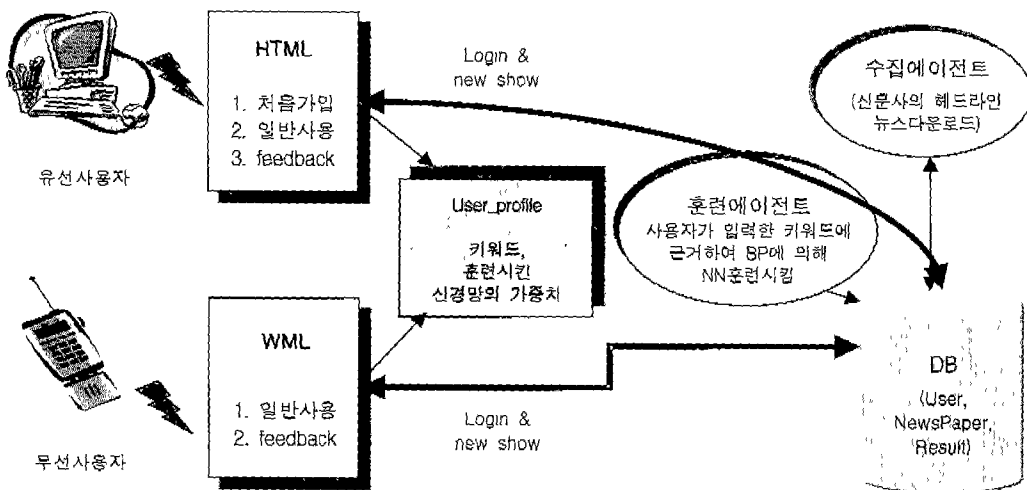 HTML
1. 처음가입
2. 일반사용
3. feedback
유선사용자
Login &
new show
수집에이전트
(신문사의 헤드라인
뉴스다운로드)
User_profile
키워드,
훈련시킨
신경망의 가중치
훈련에이전트
사용자가 입력한 키워드에
근거하여 BP에 의해
NN훈련시킴
WML
1. 일반사용
2. feedback
무선사용자
Login &
new show
DB
(User,
NewsPaper,
Result)